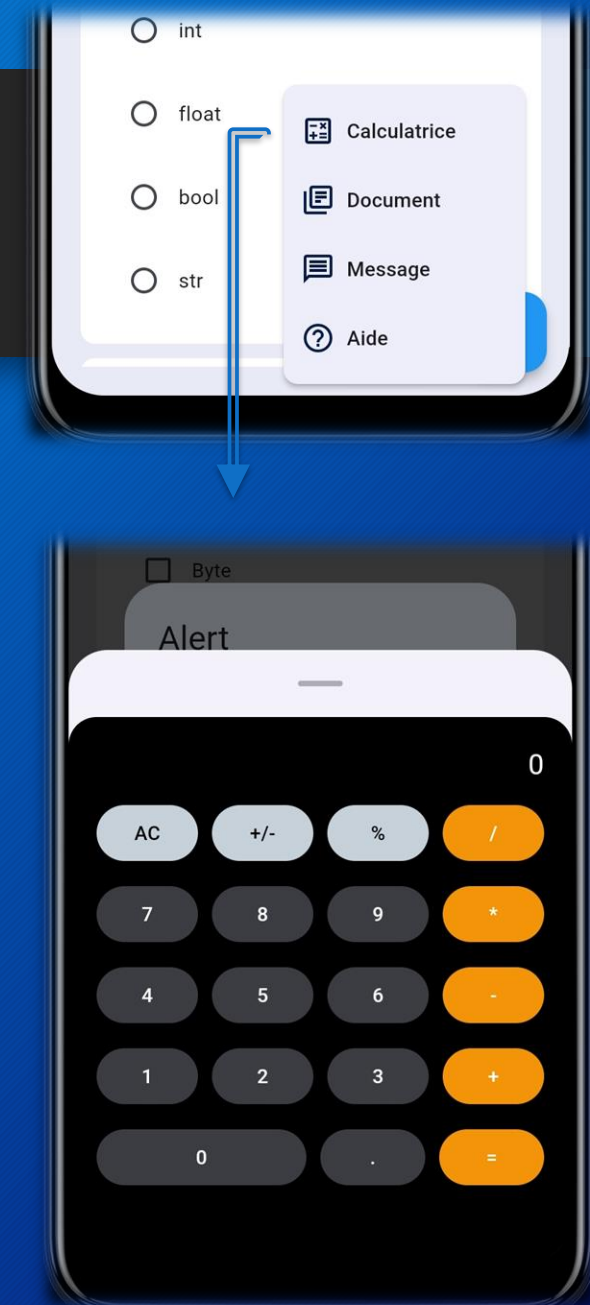 int
float
bool
str
Calculatrice
Document
Message
Aide
Byte
Alert
0
AC +/- % /
7 8 9 *
4 5 6 -
1 2 3 +
0 . =